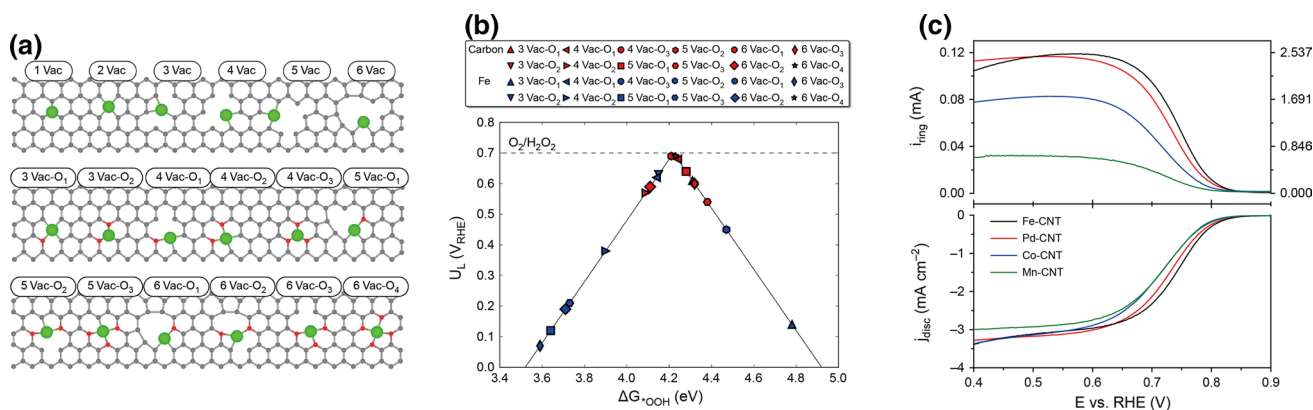 (a)
1 Vac 2 Vac 3 Vac 4 Vac 5 Vac 6 Vac
3 Vac-O₁ 3 Vac-O₂ 4 Vac-O₁ 4 Vac-O₂ 4 Vac-O₃ 5 Vac-O₁
5 Vac-O₂ 5 Vac-O₃ 6 Vac-O₁ 6 Vac-O₂ 6 Vac-O₃ 6 Vac-O₄
(b)
Carbon 3 Vac-O₁ 4 Vac-O₁ 4 Vac-O₃ 5 Vac-O₂ 6 Vac-O₁ 6 Vac-O₃
3 Vac-O₂ 4 Vac-O₂ 5 Vac-O₁ 5 Vac-O₃ 6 Vac-O₂ 6 Vac-O₄
Fe 3 Vac-O₁ 4 Vac-O₁ 4 Vac-O₃ 5 Vac-O₂ 6 Vac-O₁ 6 Vac-O₃
3 Vac-O₂ 4 Vac-O₂ 5 Vac-O₁ 5 Vac-O₃ 6 Vac-O₂ 6 Vac-O₄
0.8
O₂/H₂O₂
0.7
0.6
0.5
0.4
0.3
0.2
0.1
0.0
U_L (V_RHE)
3.4 3.6 3.8 4.0 4.2 4.4 4.6 4.8 5.0
ΔG*OOH (eV)
(c)
0.12 2.537
0.08 1.691
0.04 0.846
0.00 0.000
i_ring (mA)
0
−1
−2
−3
−4
j_disc (mA cm⁻²)
Fe-CNT
Pd-CNT
Co-CNT
Mn-CNT
0.4 0.5 0.6 0.7 0.8 0.9
E vs. RHE (V)